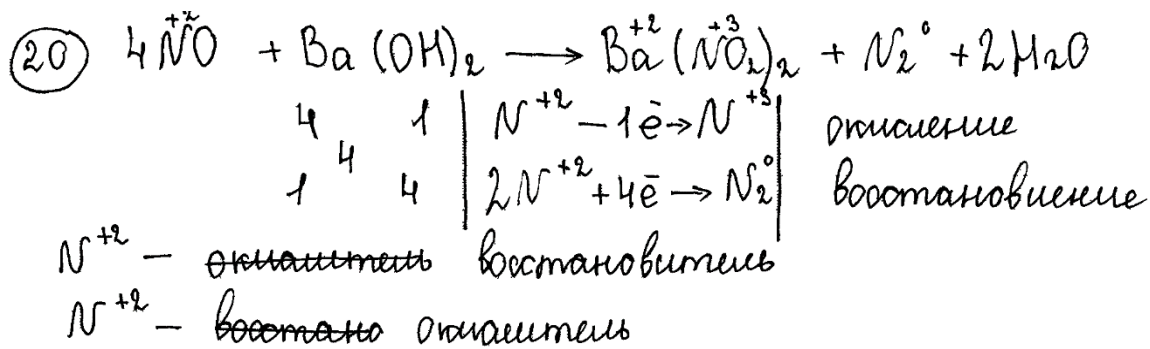 20 4N⁺²O + Ba(OH)₂ → Ba⁺²(N⁺³O₂)₂ + N₂⁰ + 2H₂O
4 1 | N⁺² – 1ē → N⁺³ | окисление
4
1 4 | 2N⁺² + 4ē → N₂⁰ | восстановление
N⁺² – окислитель восстановитель
N⁺² – восстано окислитель